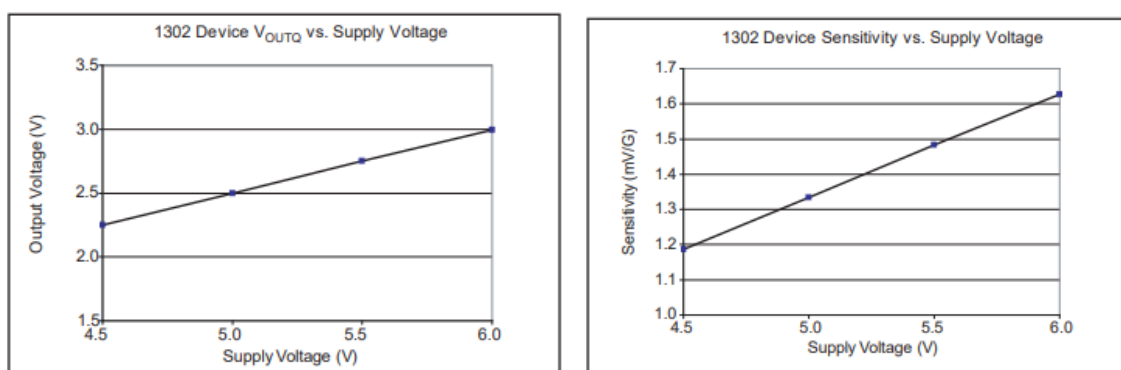 1302 Device VOUTQ vs. Supply Voltage
3.5
3.0
2.5
2.0
1.5
Output Voltage (V)
4.5 5.0 5.5 6.0
Supply Voltage (V)
1302 Device Sensitivity vs. Supply Voltage
1.7
1.6
1.5
1.4
1.3
1.2
1.1
1.0
Sensitivity (mV/G)
4.5 5.0 5.5 6.0
Supply Voltage (V)